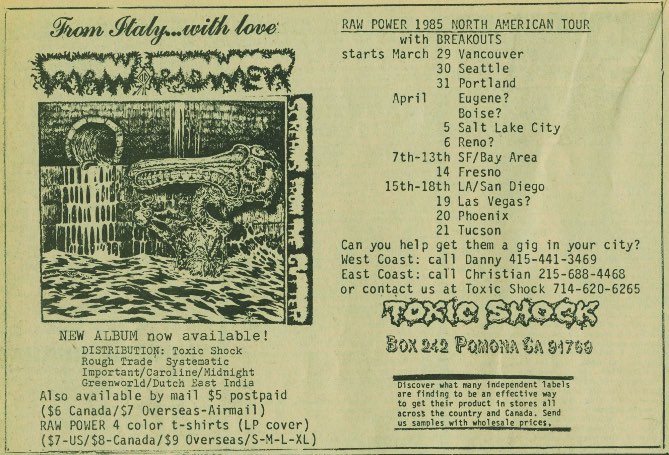 From Italy...with love
RAW POWER
SCREAMS FROM THE GUTTER
NEW ALBUM now available!
DISTRIBUTION: Toxic Shock
Rough Trade Systematic
Important/Caroline/Midnight
Greenworld/Dutch East India
Also available by mail $5 postpaid
($6 Canada/$7 Overseas-Airmail)
RAW POWER 4 color t-shirts (LP cover)
($7-US/$8-Canada/$9 Overseas/S-M-L-XL)
RAW POWER 1985 NORTH AMERICAN TOUR
with BREAKOUTS
starts March 29 Vancouver
30 Seattle
31 Portland
April Eugene?
Boise?
5 Salt Lake City
6 Reno?
7th-13th SF/Bay Area
14 Fresno
15th-18th LA/San Diego
19 Las Vegas?
20 Phoenix
21 Tucson
Can you help get them a gig in your city?
West Coast: call Danny 415-441-3469
East Coast: call Christian 215-688-4468
or contact us at Toxic Shock 714-620-6265
TOXIC SHOCK
BOX 242 POMONA CA 91769
Discover what many independent labels
are finding to be an effective way
to get their product in stores all
across the country and Canada. Send
us samples with wholesale prices.